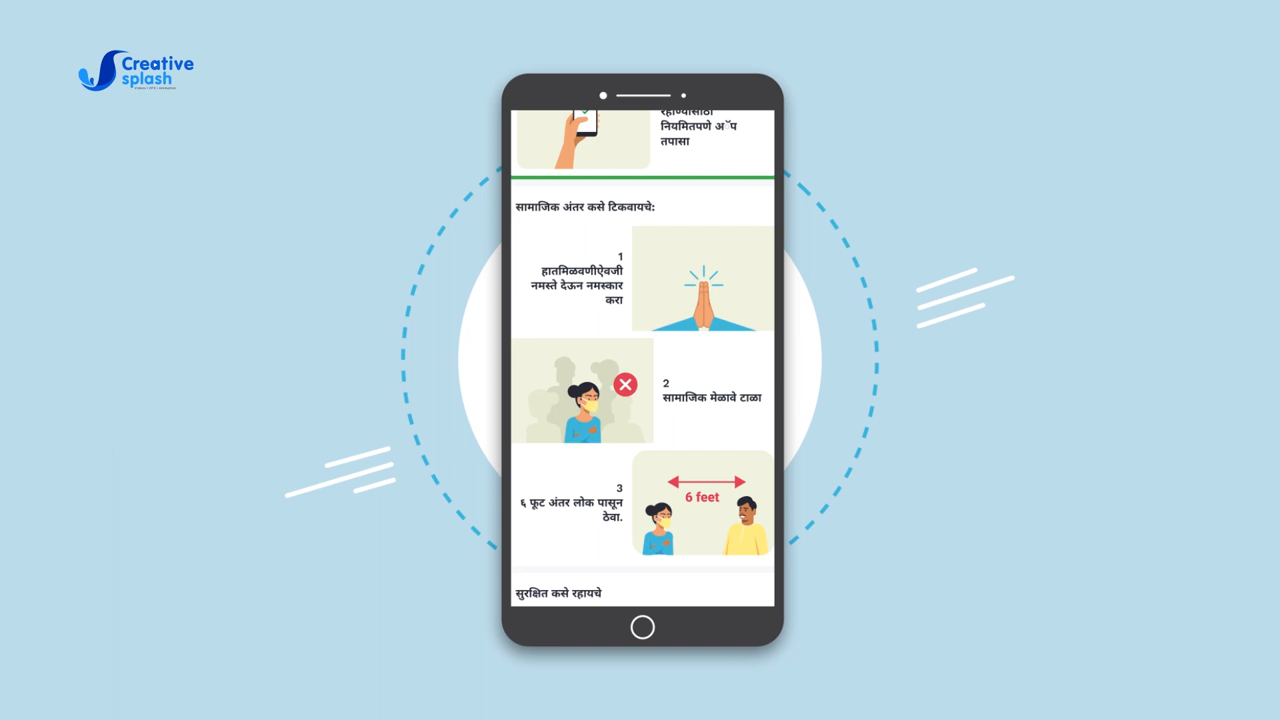 Creative
splash
रहाण्यासाठी
नियमितपणे अॅप
तपासा
सामाजिक अंतर कसे टिकवायचे:
1
हातमिळवणीऐवजी
नमस्ते देऊन नमस्कार
करा
2
सामाजिक मेळावे टाळा
3
६ फूट अंतर लोक पासून
ठेवा.
6 feet
सुरक्षित कसे रहायचे